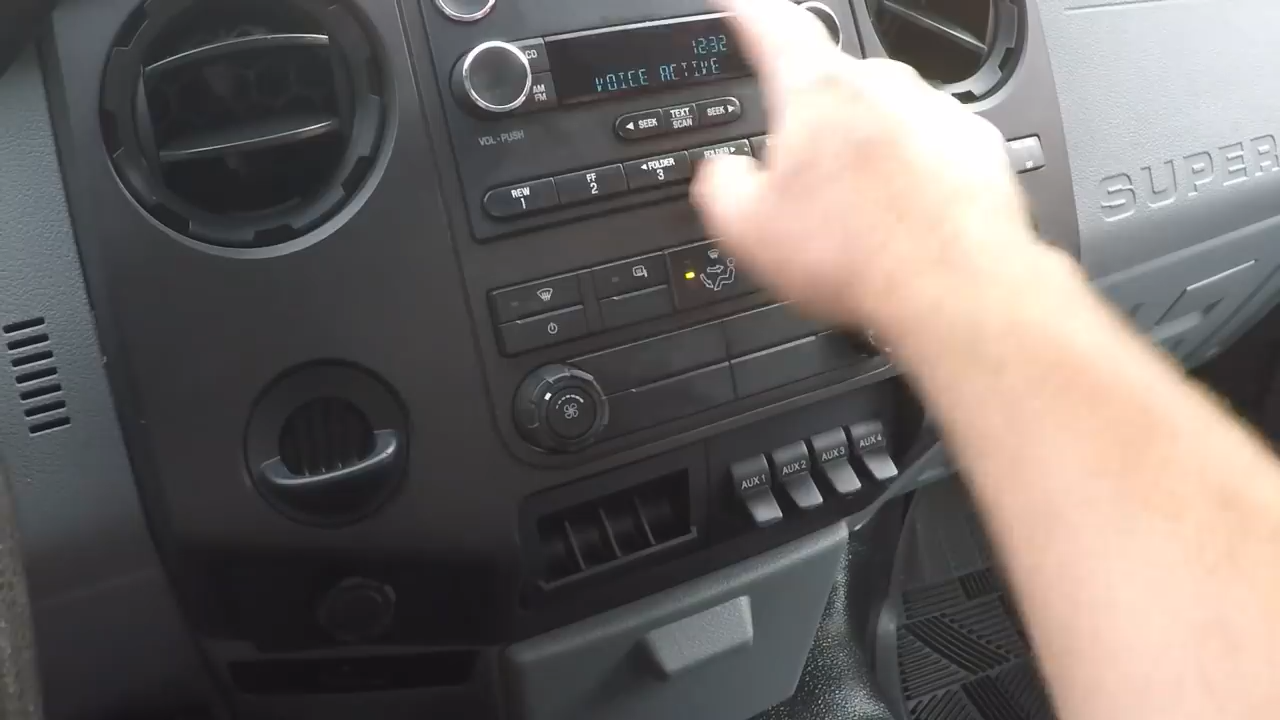 12:32
VOICE ACTIVE
CD
AM
FM
VOL-PUSH
◀ SEEK
TEXT
SCAN
SEEK ▶
REW
1
FF
2
◀ FOLDER
3
FOLDER ▶
AUX 1
AUX 2
AUX 3
AUX 4
SUPER